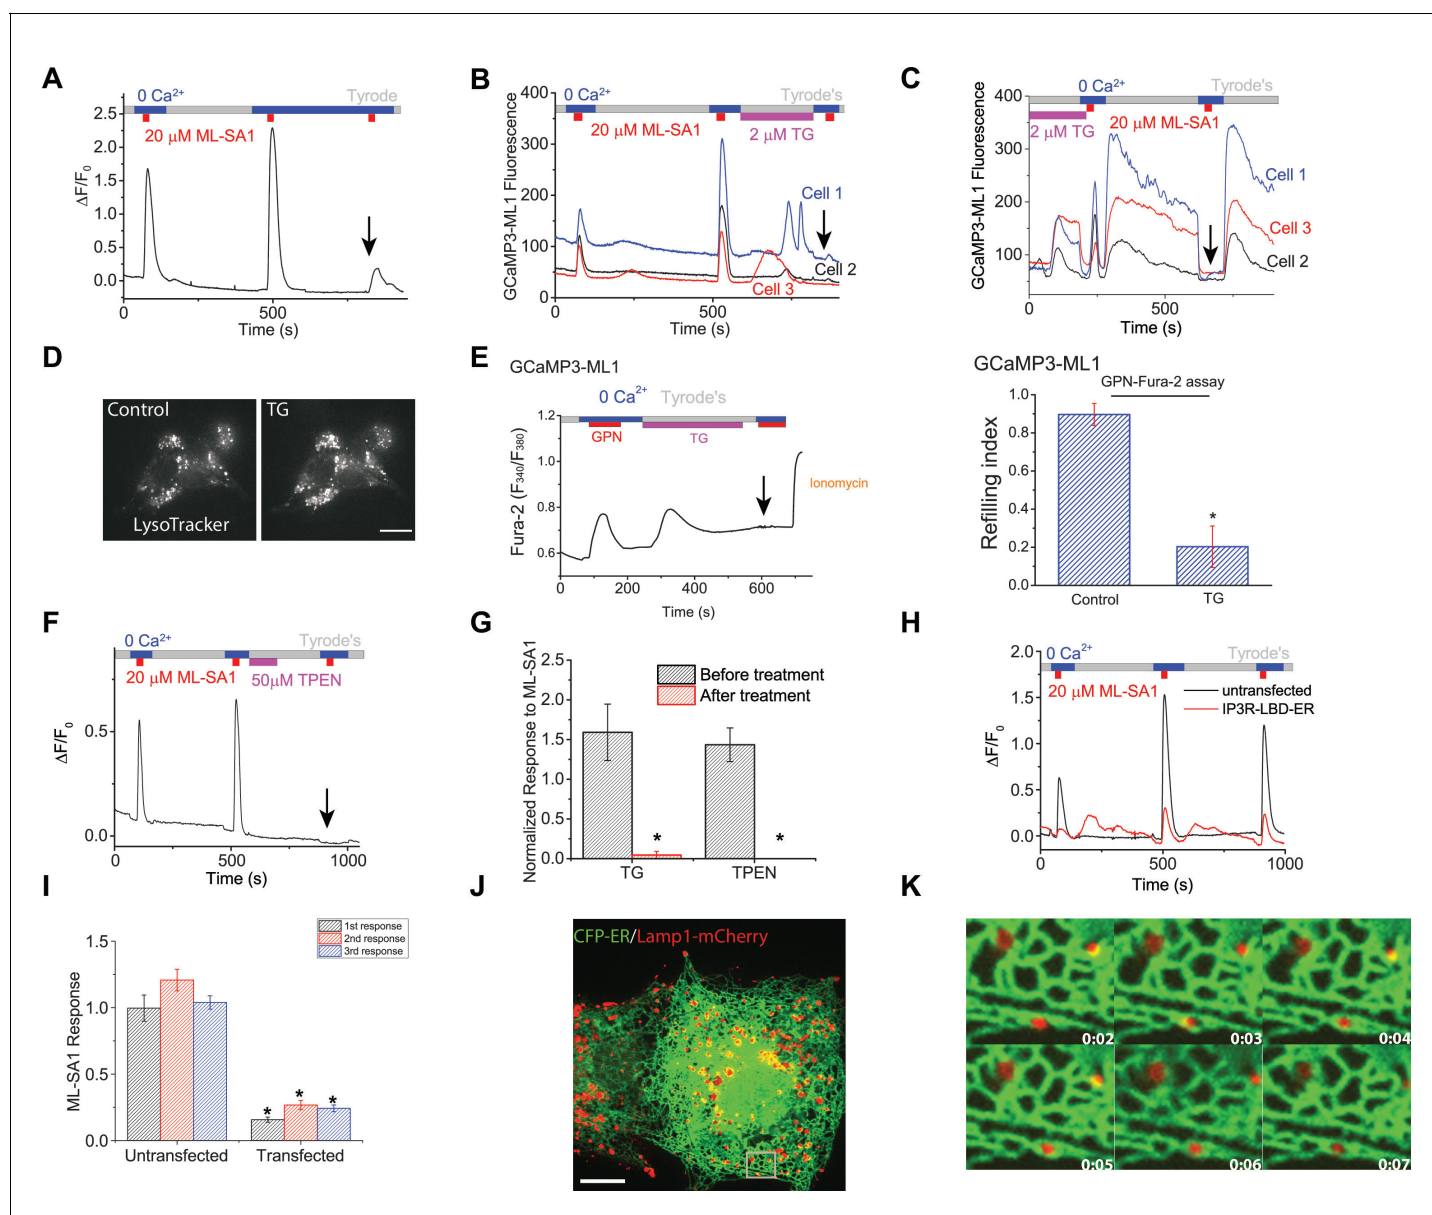 A
0 Ca²⁺
Tyrode
20 μM ML-SA1
ΔF/F₀
2.5
2.0
1.5
1.0
0.5
0.0
0
500
Time (s)
B
0 Ca²⁺
Tyrode's
20 μM ML-SA1
2 μM TG
GCaMP3-ML1 Fluorescence
400
300
200
100
0
Cell 1
Cell 2
Cell 3
0
500
Time (s)
C
0 Ca²⁺
Tyrode's
2 μM TG
20 μM ML-SA1
GCaMP3-ML1 Fluorescence
400
300
200
100
Cell 1
Cell 3
Cell 2
0
500
Time (s)
D
Control
TG
LysoTracker
E
GCaMP3-ML1
0 Ca²⁺
Tyrode's
GPN
TG
Fura-2 (F₃₄₀/F₃₈₀)
1.2
1.0
0.8
0.6
Ionomycin
0
200
400
600
Time (s)
GCaMP3-ML1
GPN-Fura-2 assay
Refilling index
1.0
0.8
0.6
0.4
0.2
0.0
*
Control
TG
F
0 Ca²⁺
Tyrode's
20 μM ML-SA1
50μM TPEN
ΔF/F₀
0.5
0.0
0
500
1000
Time (s)
G
Normalized Response to ML-SA1
2.5
2.0
1.5
1.0
0.5
0.0
Before treatment
After treatment
*
*
TG
TPEN
H
0 Ca²⁺
Tyrode's
20 μM ML-SA1
untransfected
IP3R-LBD-ER
ΔF/F₀
2.0
1.5
1.0
0.5
0.0
0
500
1000
Time (s)
I
1st response
2nd response
3rd response
ML-SA1 Response
1.5
1.0
0.5
0.0
* * *
Untransfected
Transfected
J
CFP-ER/Lamp1-mCherry
K
0:02
0:03
0:04
0:05
0:06
0:07